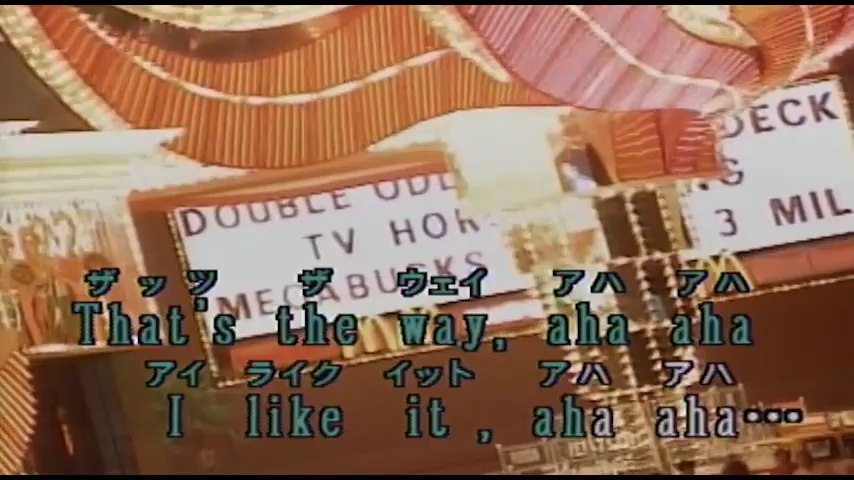 DOUBLE ODD
TV HOR
MEGABUCKS
DECK
3 MIL
ザッツ ザ ウェイ アハ アハ
That's the way, aha aha
アイ ライク イット アハ アハ
I like it, aha aha…